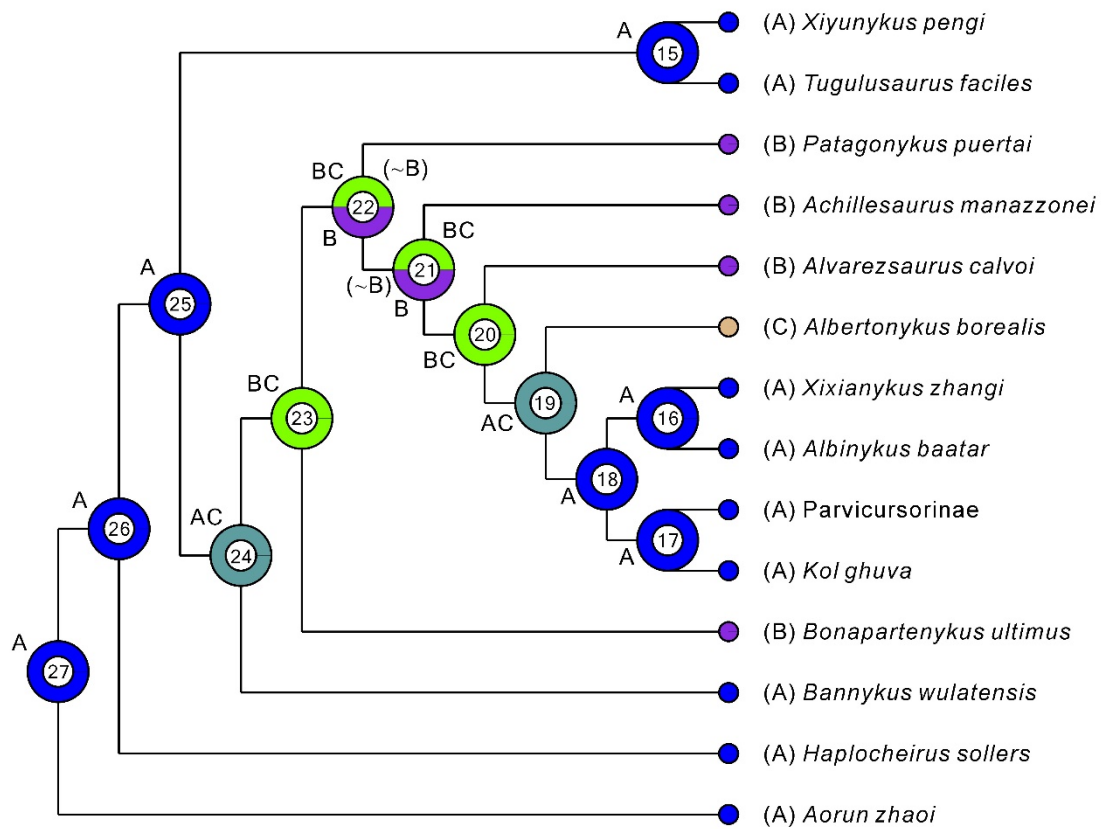 A
15
(A) Xiyunykus pengi
(A) Tugulusaurus faciles
(B) Patagonykus puertai
BC
(~B)
22
B
(B) Achillesaurus manazzonei
BC
21
(~B)
B
(B) Alvarezsaurus calvoi
A
25
20
BC
(C) Albertonykus borealis
19
AC
(A) Xixianykus zhangi
A
16
(A) Albinykus baatar
BC
23
18
A
(A) Parvicursorinae
17
A
(A) Kol ghuva
A
26
AC
24
(B) Bonapartenykus ultimus
A
27
(A) Bannykus wulatensis
(A) Haplocheirus sollers
(A) Aorun zhaoi